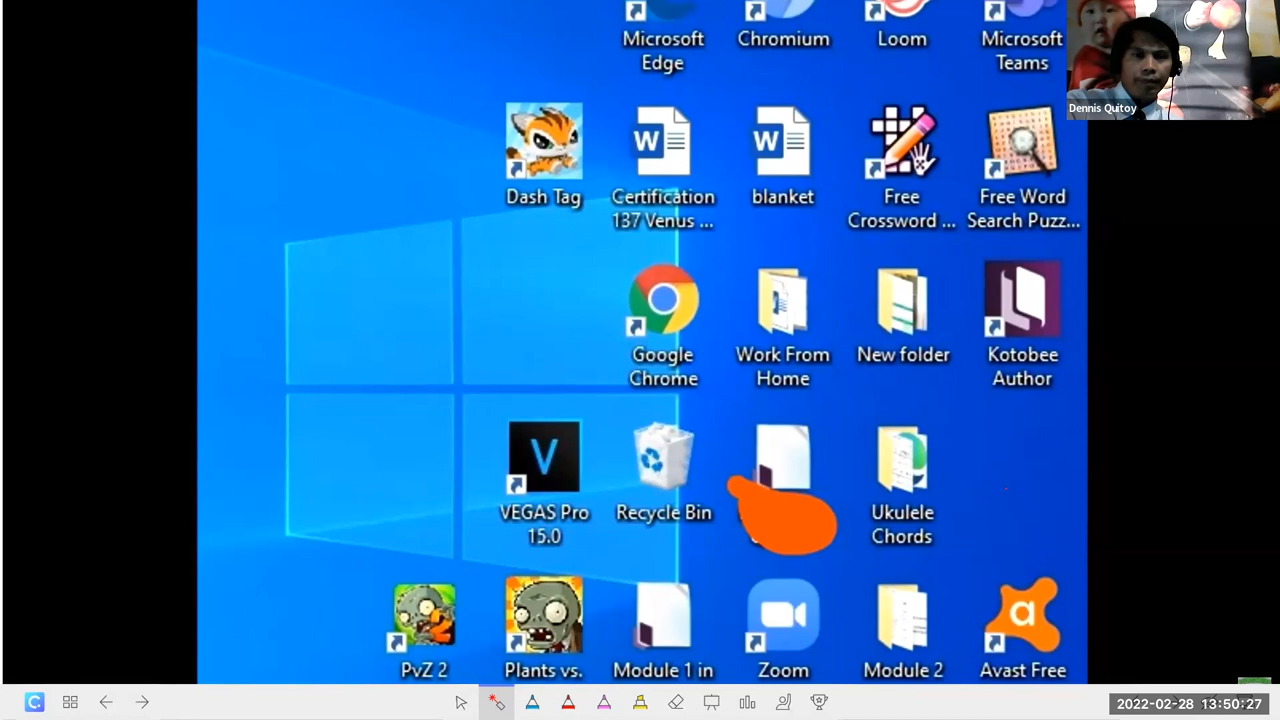 Microsoft
Edge
Chromium
Loom
Microsoft
Teams
Dennis Quitoy
Dash Tag
Certification
137 Venus ...
blanket
Free
Crossword ...
Free Word
Search Puzz...
Google
Chrome
Work From
Home
New folder
Kotobee
Author
VEGAS Pro
15.0
Recycle Bin
Ukulele
Chords
PvZ 2
Plants vs.
Module 1 in
Zoom
Module 2
Avast Free
2022-02-28 13:50:27